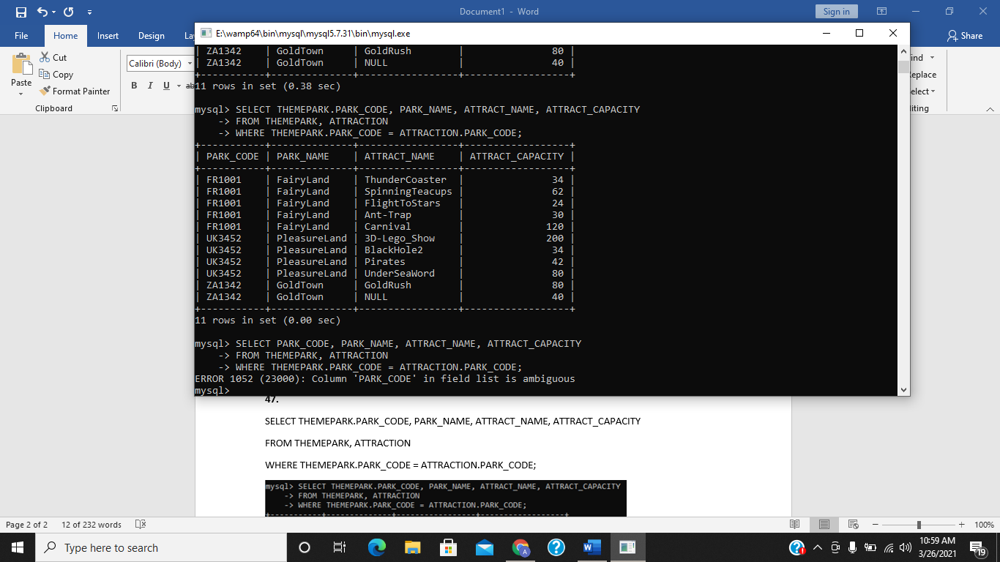 Document1 - Word
Sign in
File Home Insert Design La
Share
Cut
Copy
Format Painter
Paste
Clipboard
Calibri (Body)
B I U ab
ind
eplace
elect
iting
E:\wamp64\bin\mysql\mysql5.7.31\bin\mysql.exe
| ZA1342 | GoldTown | GoldRush | 80 |
| ZA1342 | GoldTown | NULL | 40 |
+-----------+--------------+-----------------+------------------+
11 rows in set (0.38 sec)
mysql> SELECT THEMEPARK.PARK_CODE, PARK_NAME, ATTRACT_NAME, ATTRACT_CAPACITY
-> FROM THEMEPARK, ATTRACTION
-> WHERE THEMEPARK.PARK_CODE = ATTRACTION.PARK_CODE;
+-----------+--------------+-----------------+------------------+
| PARK_CODE | PARK_NAME | ATTRACT_NAME | ATTRACT_CAPACITY |
+-----------+--------------+-----------------+------------------+
| FR1001 | FairyLand | ThunderCoaster | 34 |
| FR1001 | FairyLand | SpinningTeacups | 62 |
| FR1001 | FairyLand | FlightToStars | 24 |
| FR1001 | FairyLand | Ant-Trap | 30 |
| FR1001 | FairyLand | Carnival | 120 |
| UK3452 | PleasureLand | 3D-Lego_Show | 200 |
| UK3452 | PleasureLand | BlackHole2 | 34 |
| UK3452 | PleasureLand | Pirates | 42 |
| UK3452 | PleasureLand | UnderSeaWord | 80 |
| ZA1342 | GoldTown | GoldRush | 80 |
| ZA1342 | GoldTown | NULL | 40 |
+-----------+--------------+-----------------+------------------+
11 rows in set (0.00 sec)
mysql> SELECT PARK_CODE, PARK_NAME, ATTRACT_NAME, ATTRACT_CAPACITY
-> FROM THEMEPARK, ATTRACTION
-> WHERE THEMEPARK.PARK_CODE = ATTRACTION.PARK_CODE;
ERROR 1052 (23000): Column 'PARK_CODE' in field list is ambiguous
mysql>
47.
SELECT THEMEPARK.PARK_CODE, PARK_NAME, ATTRACT_NAME, ATTRACT_CAPACITY
FROM THEMEPARK, ATTRACTION
WHERE THEMEPARK.PARK_CODE = ATTRACTION.PARK_CODE;
mysql> SELECT THEMEPARK.PARK_CODE, PARK_NAME, ATTRACT_NAME, ATTRACT_CAPACITY
-> FROM THEMEPARK, ATTRACTION
-> WHERE THEMEPARK.PARK_CODE = ATTRACTION.PARK_CODE;
+-----------+--------------+-----------------+------------------+
Page 2 of 2 12 of 232 words
100%
Type here to search
10:59 AM
3/26/2021
19